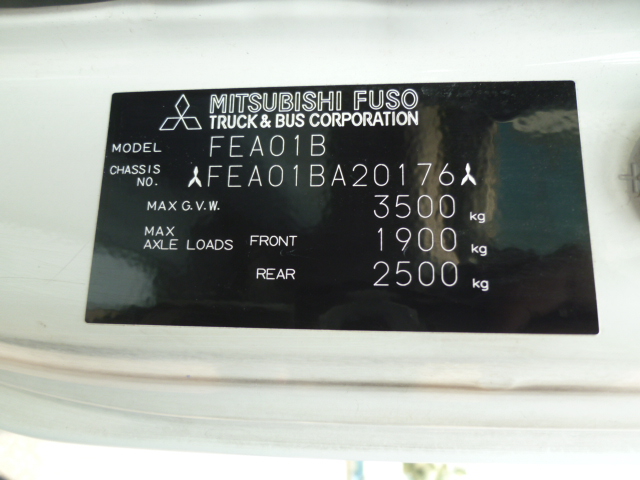 MITSUBISHI FUSO
TRUCK & BUS CORPORATION
MODEL FEA01B
CHASSIS NO. FEA01BA20176
MAX G.V.W. 3500 kg
MAX AXLE LOADS FRONT 1900 kg
REAR 2500 kg